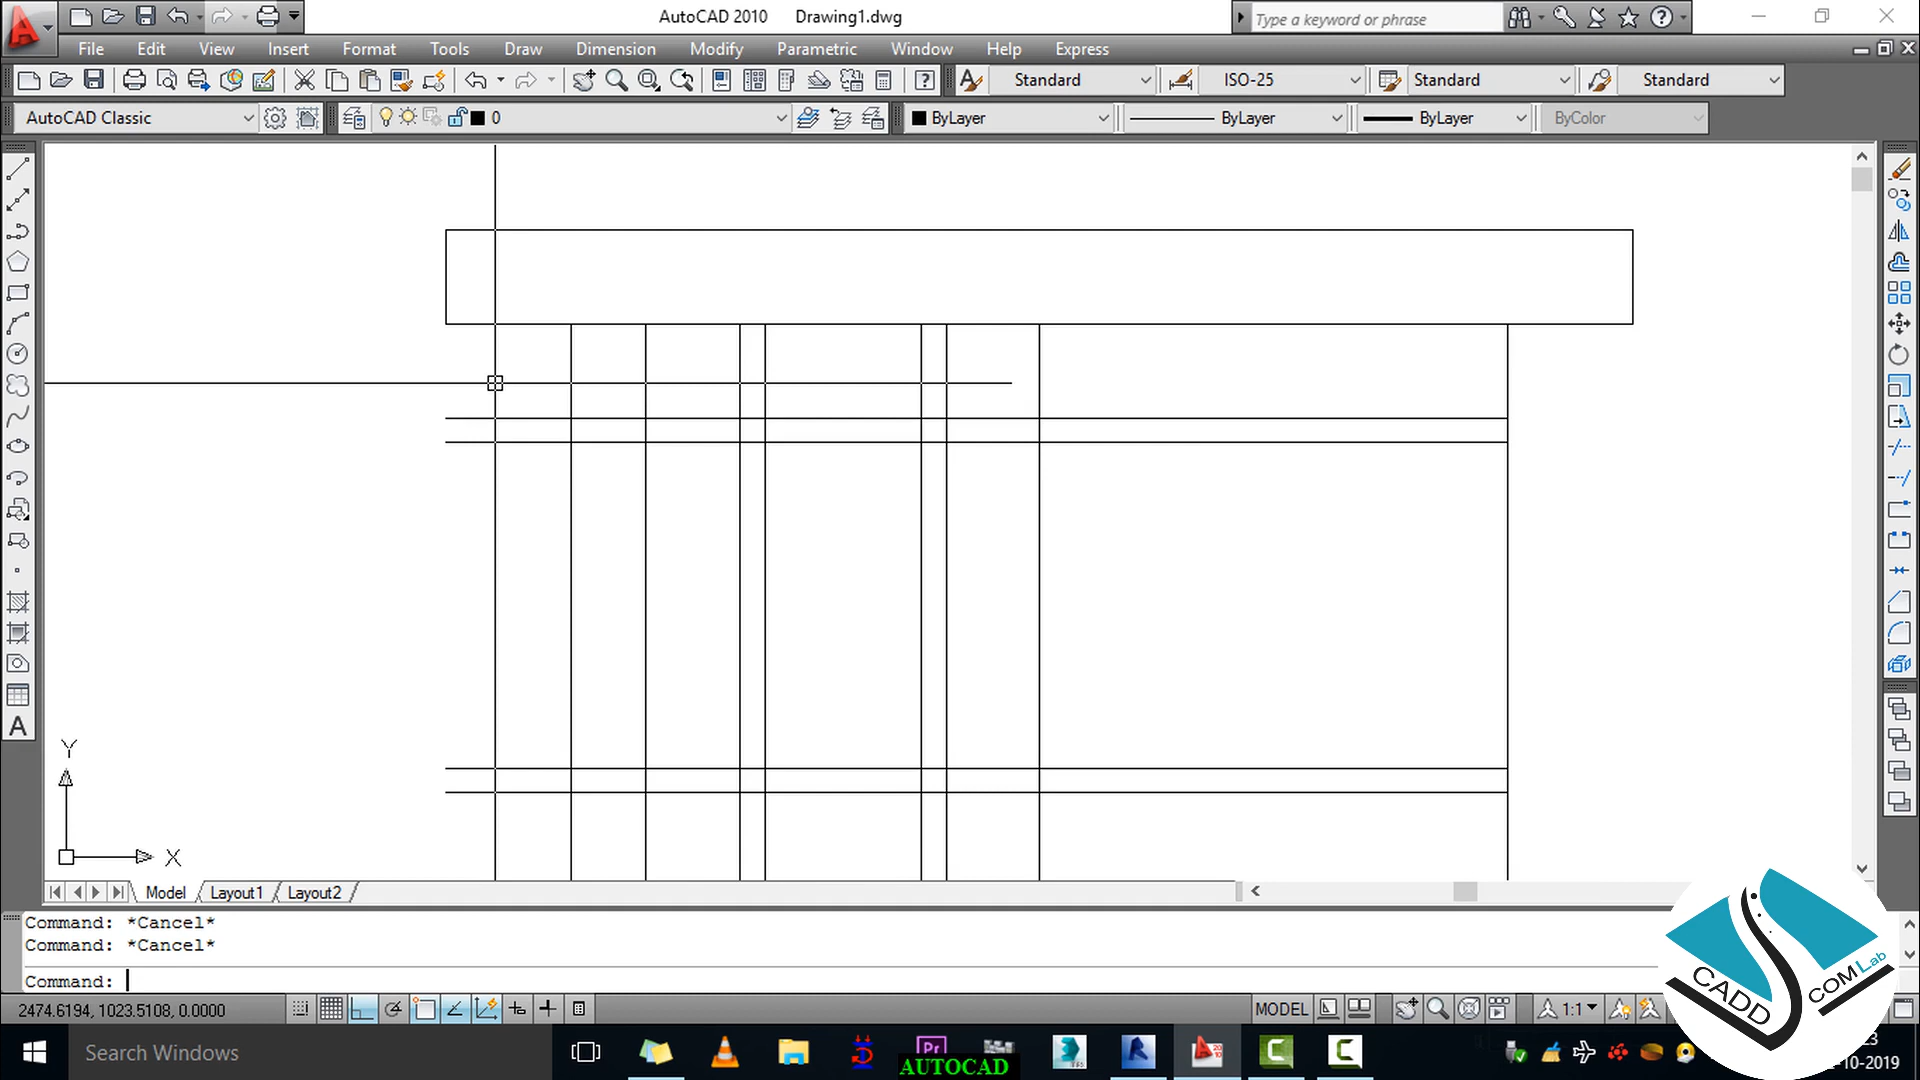 AutoCAD 2010 Drawing1.dwg
Type a keyword or phrase
File Edit View Insert Format Tools Draw Dimension Modify Parametric Window Help Express
Standard ISO-25 Standard Standard
AutoCAD Classic 0 ByLayer ByLayer ByLayer ByColor
A
Y
X
Model Layout1 Layout2
Command: *Cancel*
Command: *Cancel*
Command:
CADD
COM Lab
2474.6194, 1023.5108, 0.0000 MODEL 1:1
Search Windows
Pr
AUTOCAD
-10-2019